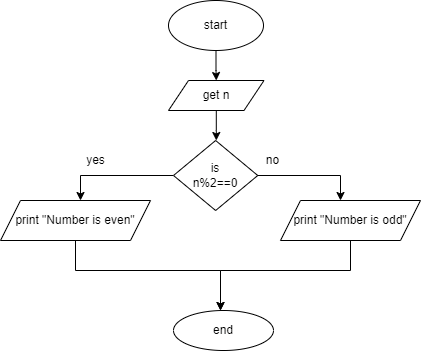 start
get n
yes
is
n%2==0
no
print "Number is even"
print "Number is odd"
end